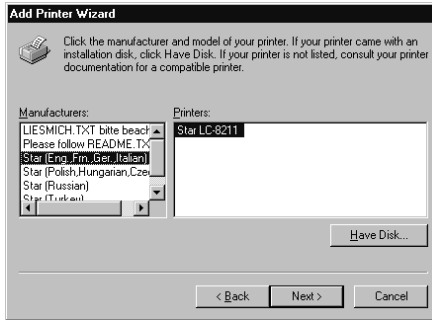 Add Printer Wizard
Click the manufacturer and model of your printer. If your printer came with an
installation disk, click Have Disk. If your printer is not listed, consult your printer
documentation for a compatible printer.
Manufacturers:
LIESMICH.TXT bitte beach
Please follow README.TX
Star (Eng.,Frn.,Ger.,Italian)
Star (Polish,Hungarian,Cze
Star (Russian)
Star (Turkey)
Printers:
Star LC-8211
Have Disk...
< Back
Next >
Cancel